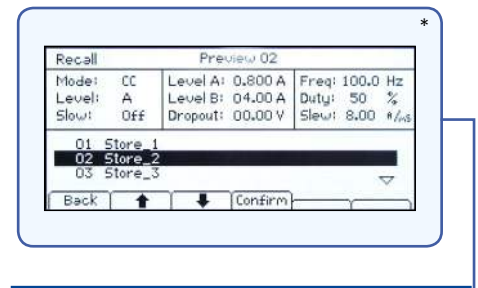 *
Recall Preview 02
Mode: CC Level A: 0.800 A Freq: 100.0 Hz
Level: A Level B: 04.00 A Duty: 50 %
Slow: Off Dropout: 00.00 V Slew: 8.00 A/mS
01 Store_1
02 Store_2
03 Store_3
Back Confirm